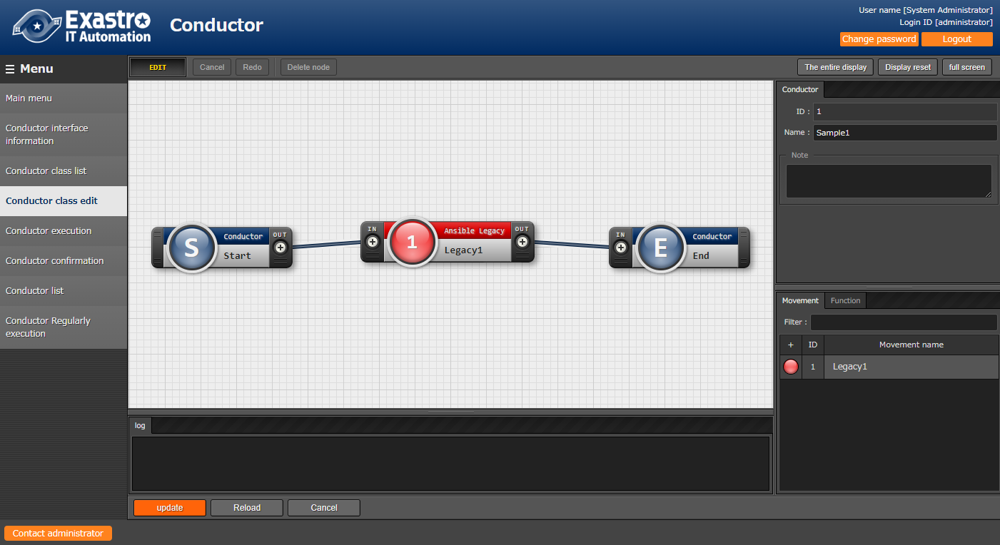 Exastro
IT Automation
Conductor
User name [System Administrator]
Login ID [administrator]
Change password
Logout
Menu
Main menu
Conductor interface
information
Conductor class list
Conductor class edit
Conductor execution
Conductor confirmation
Conductor list
Conductor Regularly
execution
EDIT
Cancel
Redo
Delete node
The entire display
Display reset
full screen
S
Conductor
Start
OUT
IN
1
Ansible Legacy
Legacy1
OUT
IN
E
Conductor
End
Conductor
ID : 1
Name : Sample1
Note
Movement
Function
Filter :
+ ID Movement name
1 Legacy1
log
update
Reload
Cancel
Contact administrator